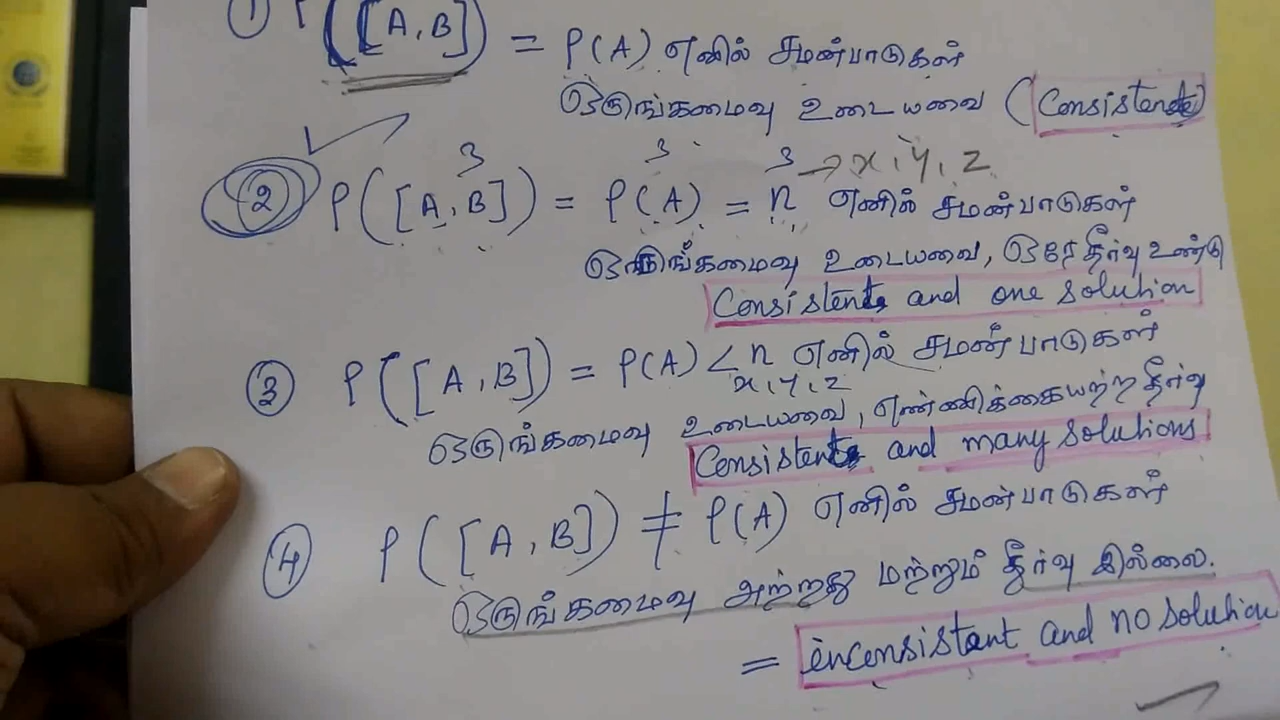 ① ρ([A,B]) = ρ(A) எனில் சமன்பாடுகள்
ஒருங்கமைவு உடையவை (Consistent)
3 3 3 → x, y, z
② ρ([A,B]) = ρ(A) = n எனில் சமன்பாடுகள்
ஒருங்கமைவு உடையவை, ஒரே தீர்வு உண்டு
Consistent and one solution
③ ρ([A,B]) = ρ(A) < n எனில் சமன்பாடுகள்
x, y, z
ஒருங்கமைவு உடையவை, எண்ணிக்கையற்ற தீர்வு
Consistent and many solutions
④ ρ([A,B]) ≠ ρ(A) எனில் சமன்பாடுகள்
ஒருங்கமைவு அற்றது மற்றும் தீர்வு இல்லை.
= inconsistant and no solution